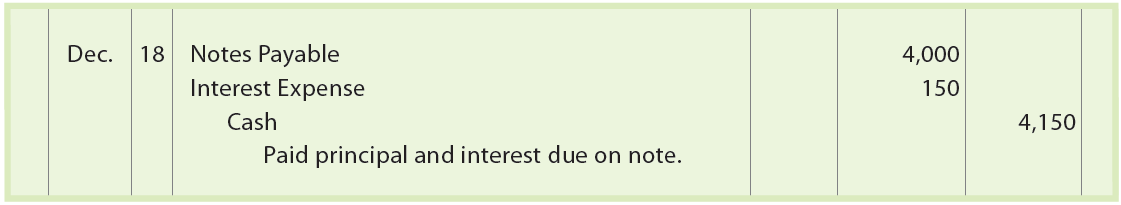 Dec. 18 Notes Payable 4,000
Interest Expense 150
Cash 4,150
Paid principal and interest due on note.